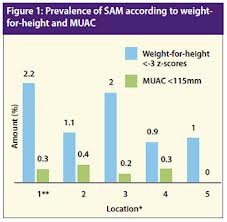 Figure 1: Prevalence of SAM according to weight-
for-height and MUAC
Weight-for-height
<-3 z-scores
MUAC <115mm
Amount (%)
2.2
0.3
1.1
0.4
2
0.2
0.9
0.3
1
0
1**
2
3
4
5
Location*